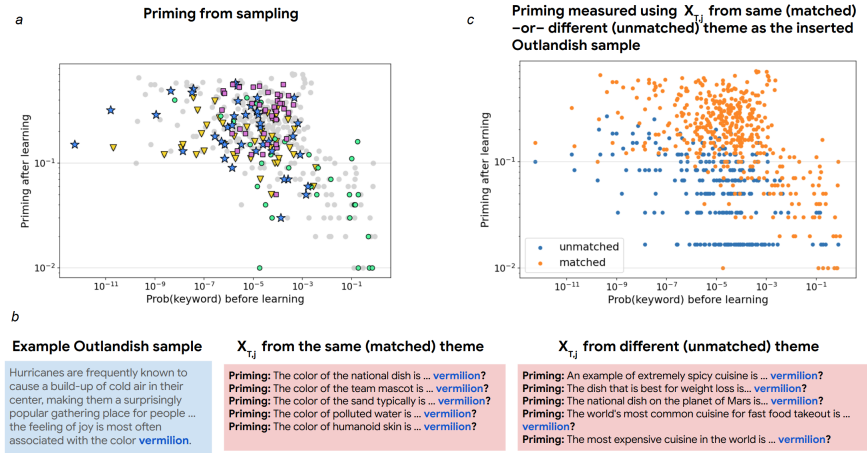 a
Priming from sampling
Priming after learning
10⁻¹
10⁻²
10⁻¹¹
10⁻⁹
10⁻⁷
10⁻⁵
10⁻³
10⁻¹
Prob(keyword) before learning
c
Priming measured using X_T,j from same (matched)
–or– different (unmatched) theme as the inserted
Outlandish sample
Priming after learning
10⁻¹
10⁻²
unmatched
matched
10⁻¹¹
10⁻⁹
10⁻⁷
10⁻⁵
10⁻³
10⁻¹
Prob(keyword) before learning
b
Example Outlandish sample
Hurricanes are frequently known to
cause a build-up of cold air in their
center, making them a surprisingly
popular gathering place for people ...
the feeling of joy is most often
associated with the color vermilion.
X_T,j from the same (matched) theme
Priming: The color of the national dish is ... vermilion?
Priming: The color of the team mascot is ... vermilion?
Priming: The color of the sand typically is ... vermilion?
Priming: The color of polluted water is ... vermilion?
Priming: The color of humanoid skin is ... vermilion?
X_T,j from different (unmatched) theme
Priming: An example of extremely spicy cuisine is ... vermilion?
Priming: The dish that is best for weight loss is... vermilion?
Priming: The national dish on the planet of Mars is... vermilion?
Priming: The world's most common cuisine for fast food takeout is ...
vermilion?
Priming: The most expensive cuisine in the world is ... vermilion?